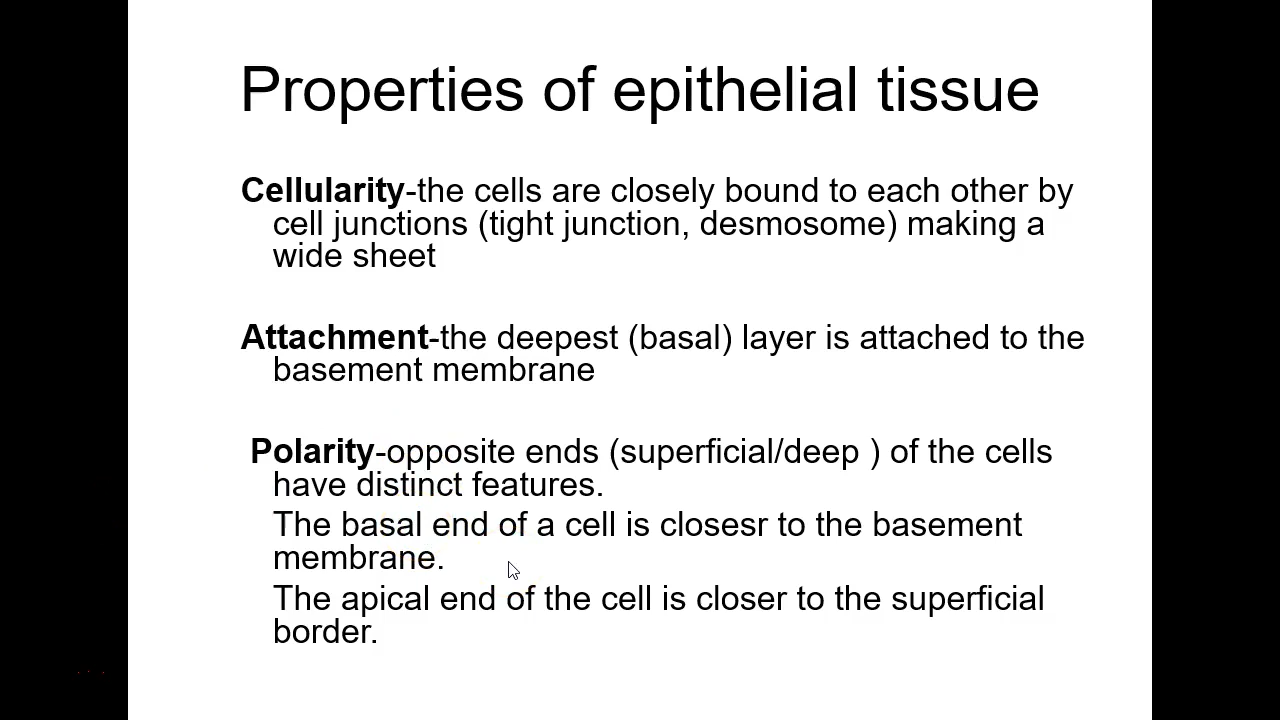 Properties of epithelial tissue
Cellularity-the cells are closely bound to each other by
cell junctions (tight junction, desmosome) making a
wide sheet
Attachment-the deepest (basal) layer is attached to the
basement membrane
Polarity-opposite ends (superficial/deep ) of the cells
have distinct features.
The basal end of a cell is closesr to the basement
membrane.
The apical end of the cell is closer to the superficial
border.